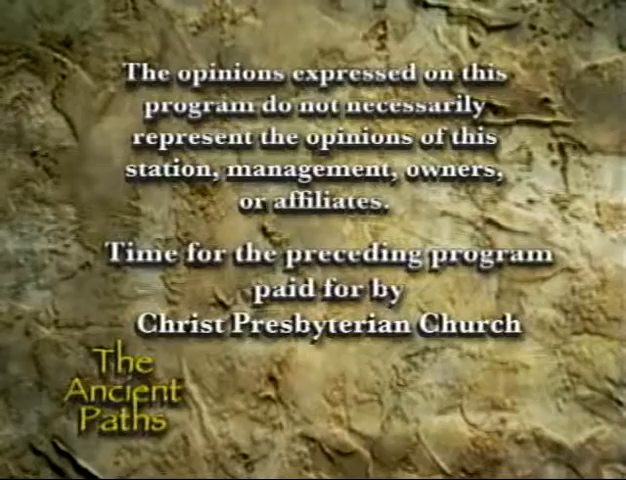 The opinions expressed on this
program do not necessarily
represent the opinions of this
station, management, owners,
or affiliates.
Time for the preceding program
paid for by
Christ Presbyterian Church
The
Ancient
Paths